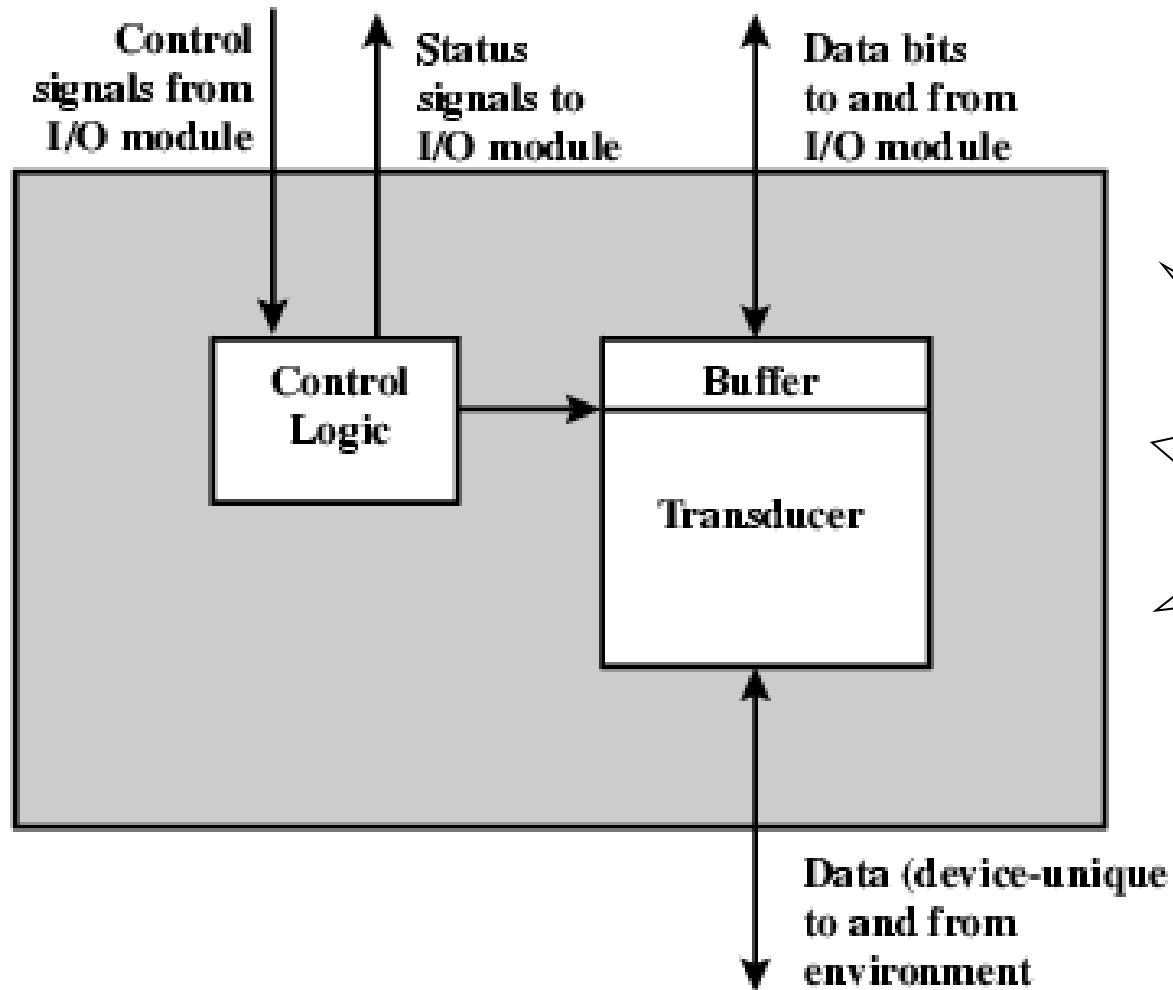 Control
signals from
I/O module
Status
signals to
I/O module
Data bits
to and from
I/O module
Control
Logic
Buffer
Transducer
Data (device-unique
to and from
environment